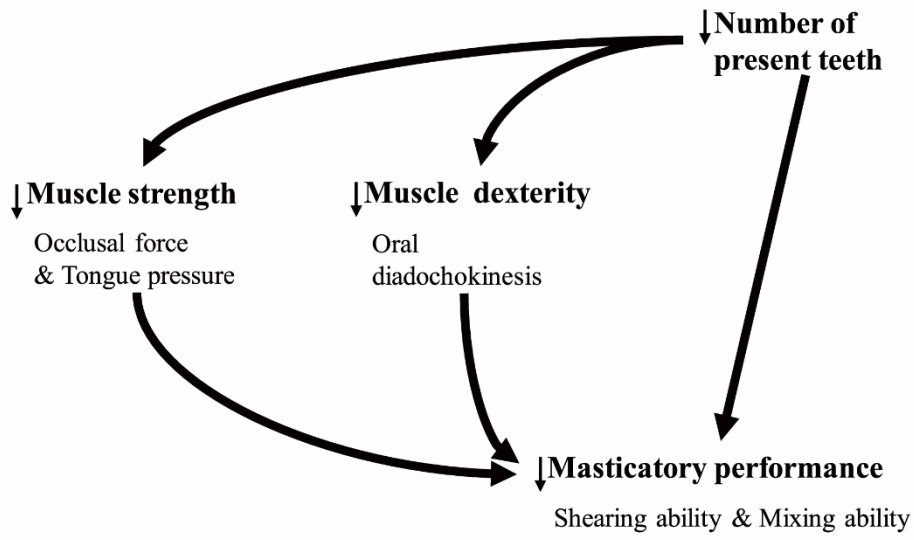 ↓Number of
present teeth
↓Muscle strength
Occlusal force
& Tongue pressure
↓Muscle dexterity
Oral
diadochokinesis
↓Masticatory performance
Shearing ability & Mixing ability